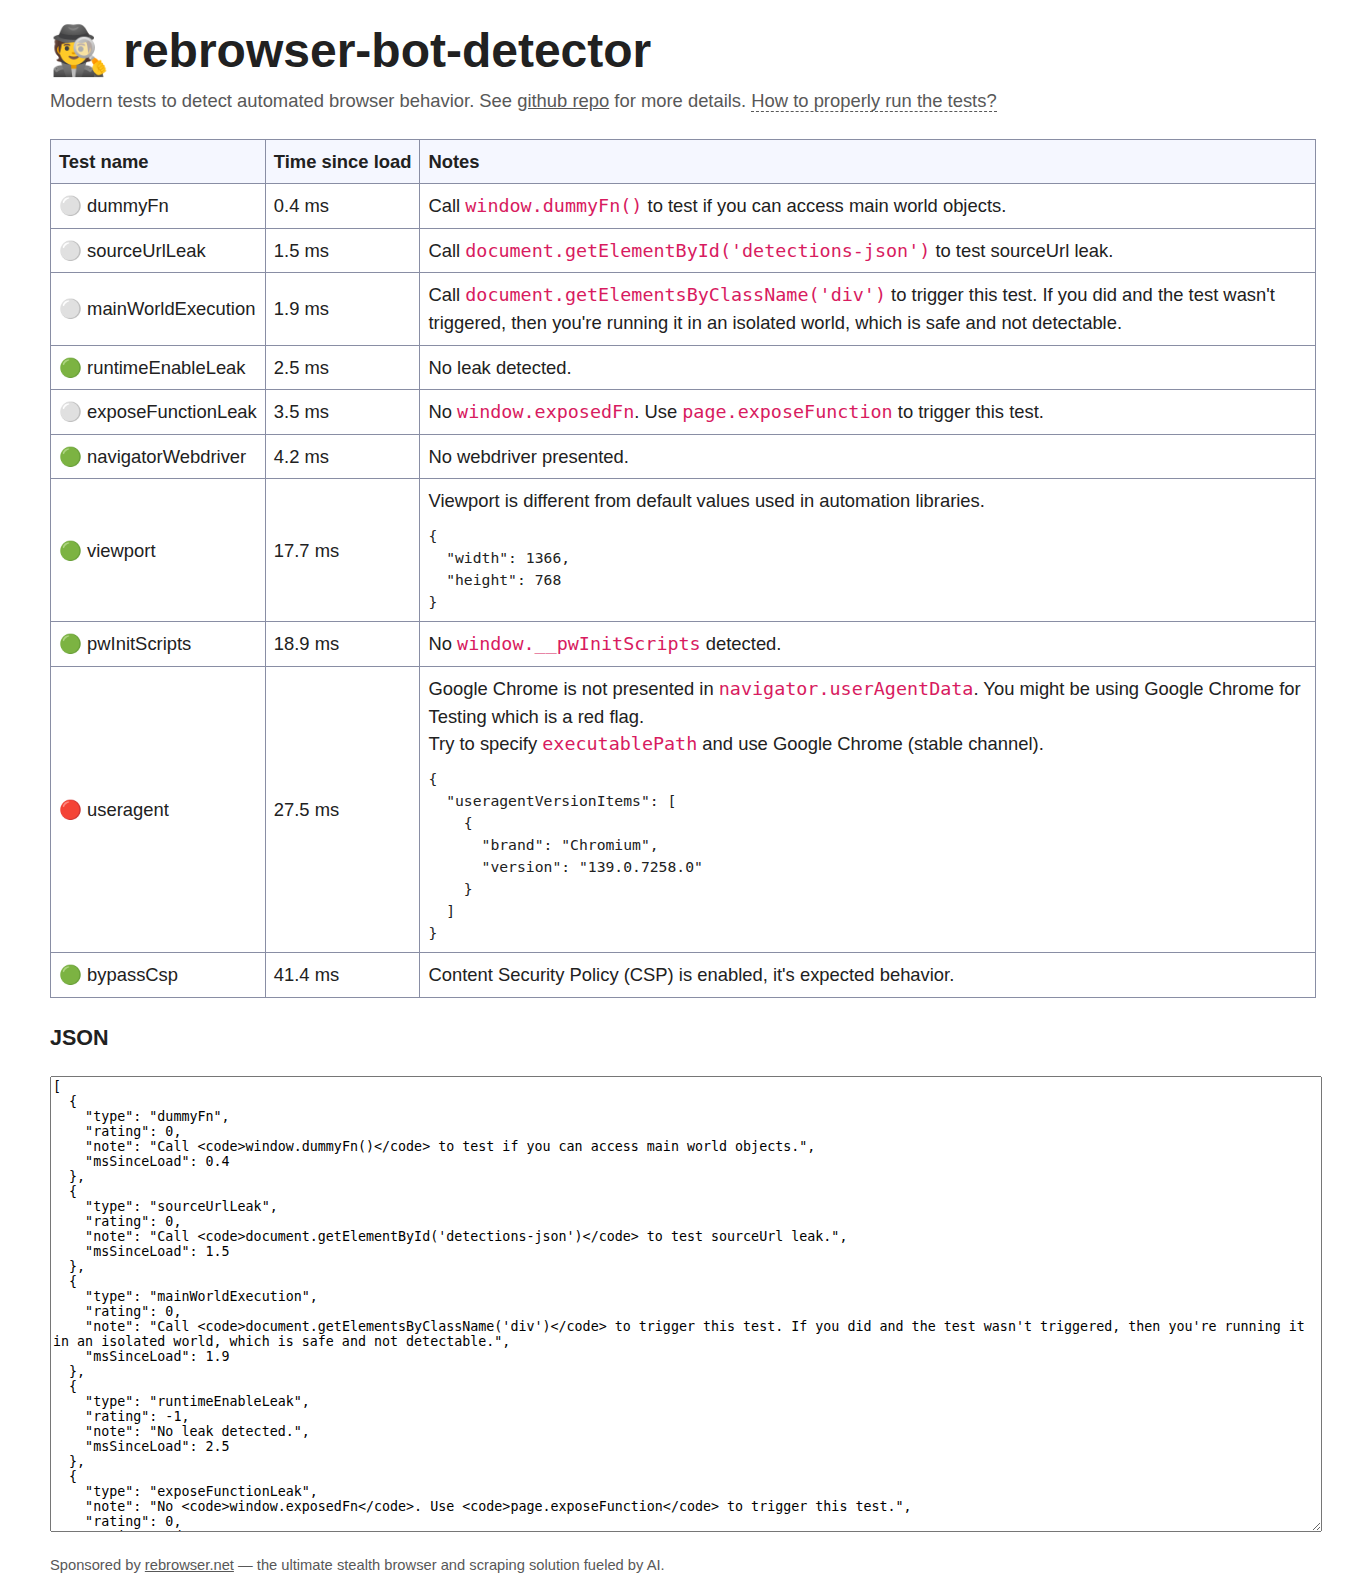 rebrowser-bot-detector
Modern tests to detect automated browser behavior. See github repo for more details. How to properly run the tests?
Test name Time since load Notes
dummyFn 0.4 ms Call window.dummyFn() to test if you can access main world objects.
sourceUrlLeak 1.5 ms Call document.getElementById('detections-json') to test sourceUrl leak.
mainWorldExecution 1.9 ms Call document.getElementsByClassName('div') to trigger this test. If you did and the test wasn't
triggered, then you're running it in an isolated world, which is safe and not detectable.
runtimeEnableLeak 2.5 ms No leak detected.
exposeFunctionLeak 3.5 ms No window.exposedFn. Use page.exposeFunction to trigger this test.
navigatorWebdriver 4.2 ms No webdriver presented.
viewport 17.7 ms Viewport is different from default values used in automation libraries.
{
  "width": 1366,
  "height": 768
}
pwInitScripts 18.9 ms No window.__pwInitScripts detected.
useragent 27.5 ms Google Chrome is not presented in navigator.userAgentData. You might be using Google Chrome for
Testing which is a red flag.
Try to specify executablePath and use Google Chrome (stable channel).
{
  "useragentVersionItems": [
    {
      "brand": "Chromium",
      "version": "139.0.7258.0"
    }
  ]
}
bypassCsp 41.4 ms Content Security Policy (CSP) is enabled, it's expected behavior.
JSON
[
  {
    "type": "dummyFn",
    "rating": 0,
    "note": "Call <code>window.dummyFn()</code> to test if you can access main world objects.",
    "msSinceLoad": 0.4
  },
  {
    "type": "sourceUrlLeak",
    "rating": 0,
    "note": "Call <code>document.getElementById('detections-json')</code> to test sourceUrl leak.",
    "msSinceLoad": 1.5
  },
  {
    "type": "mainWorldExecution",
    "rating": 0,
    "note": "Call <code>document.getElementsByClassName('div')</code> to trigger this test. If you did and the test wasn't triggered, then you're running it
in an isolated world, which is safe and not detectable.",
    "msSinceLoad": 1.9
  },
  {
    "type": "runtimeEnableLeak",
    "rating": -1,
    "note": "No leak detected.",
    "msSinceLoad": 2.5
  },
  {
    "type": "exposeFunctionLeak",
    "note": "No <code>window.exposedFn</code>. Use <code>page.exposeFunction</code> to trigger this test.",
    "rating": 0,
Sponsored by rebrowser.net — the ultimate stealth browser and scraping solution fueled by AI.